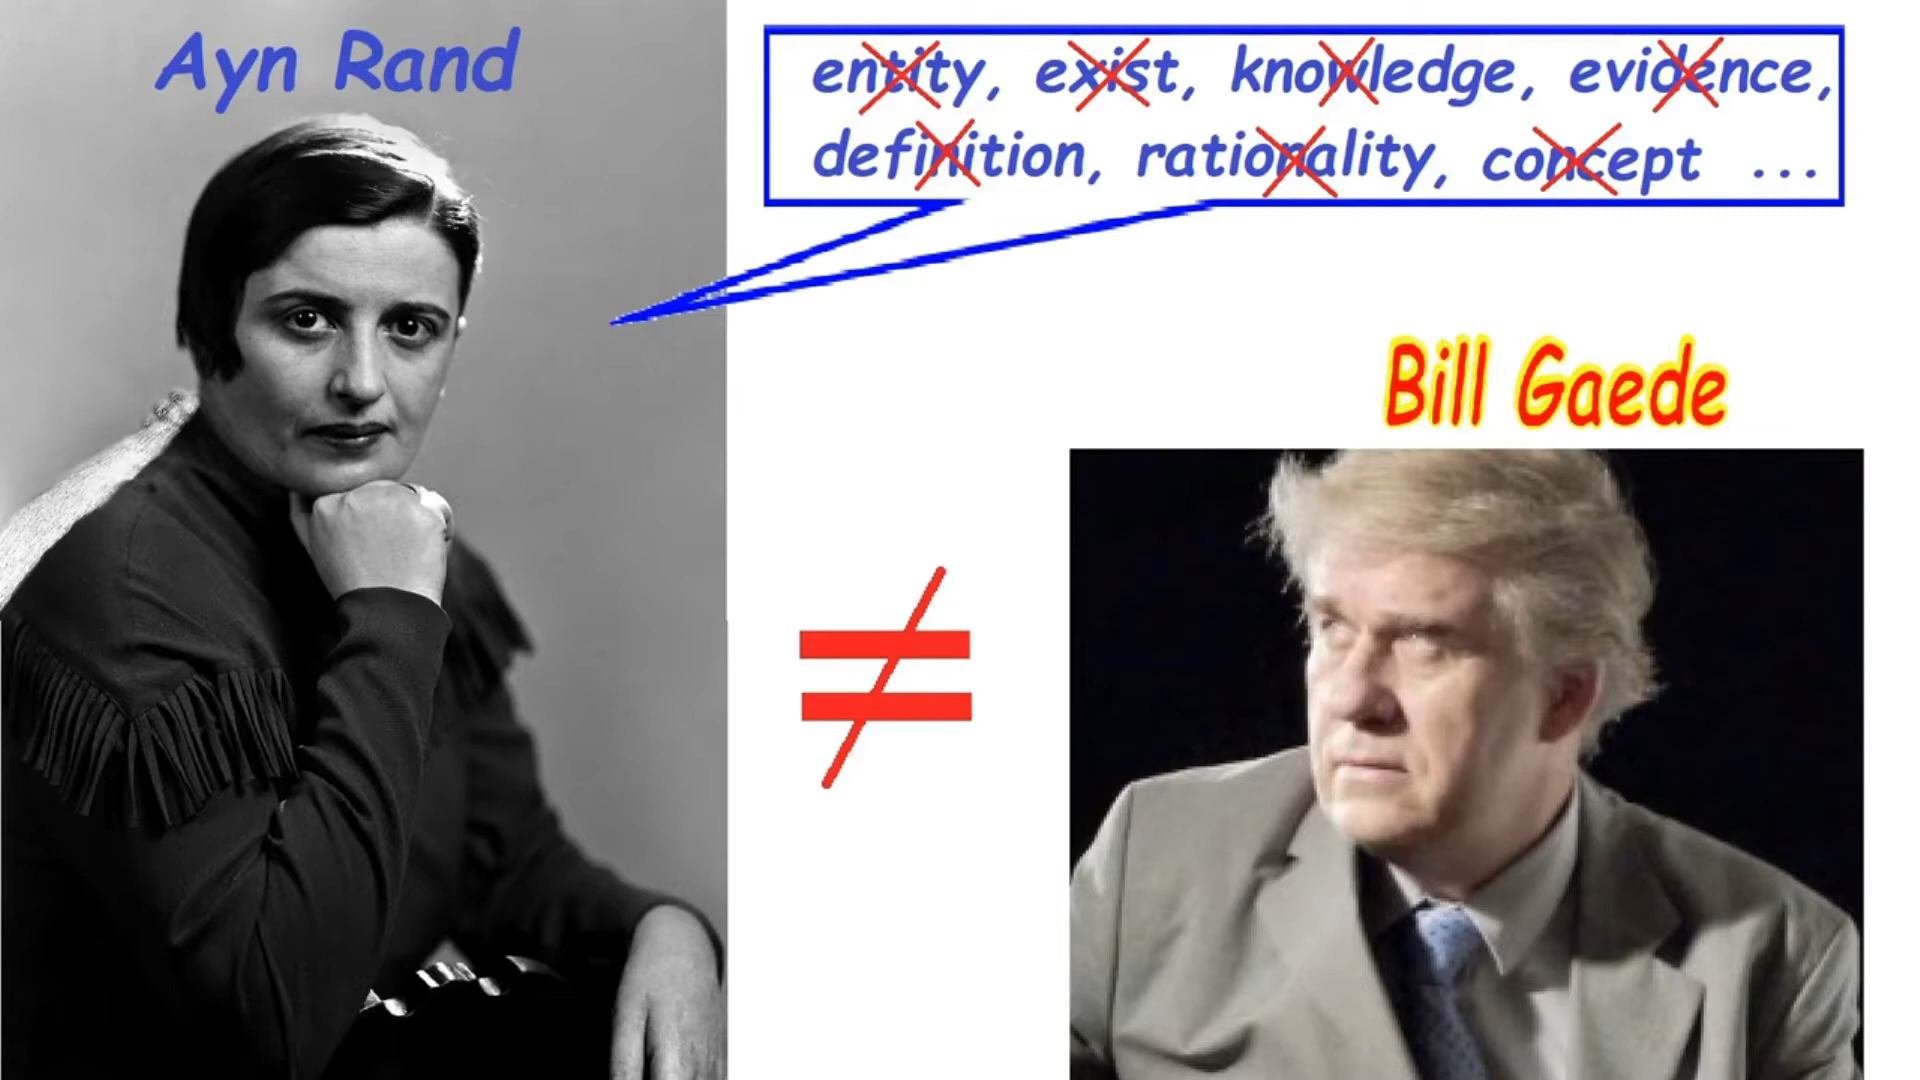 Ayn Rand
entity, exist, knowledge, evidence,
definition, rationality, concept ...
≠
Bill Gaede